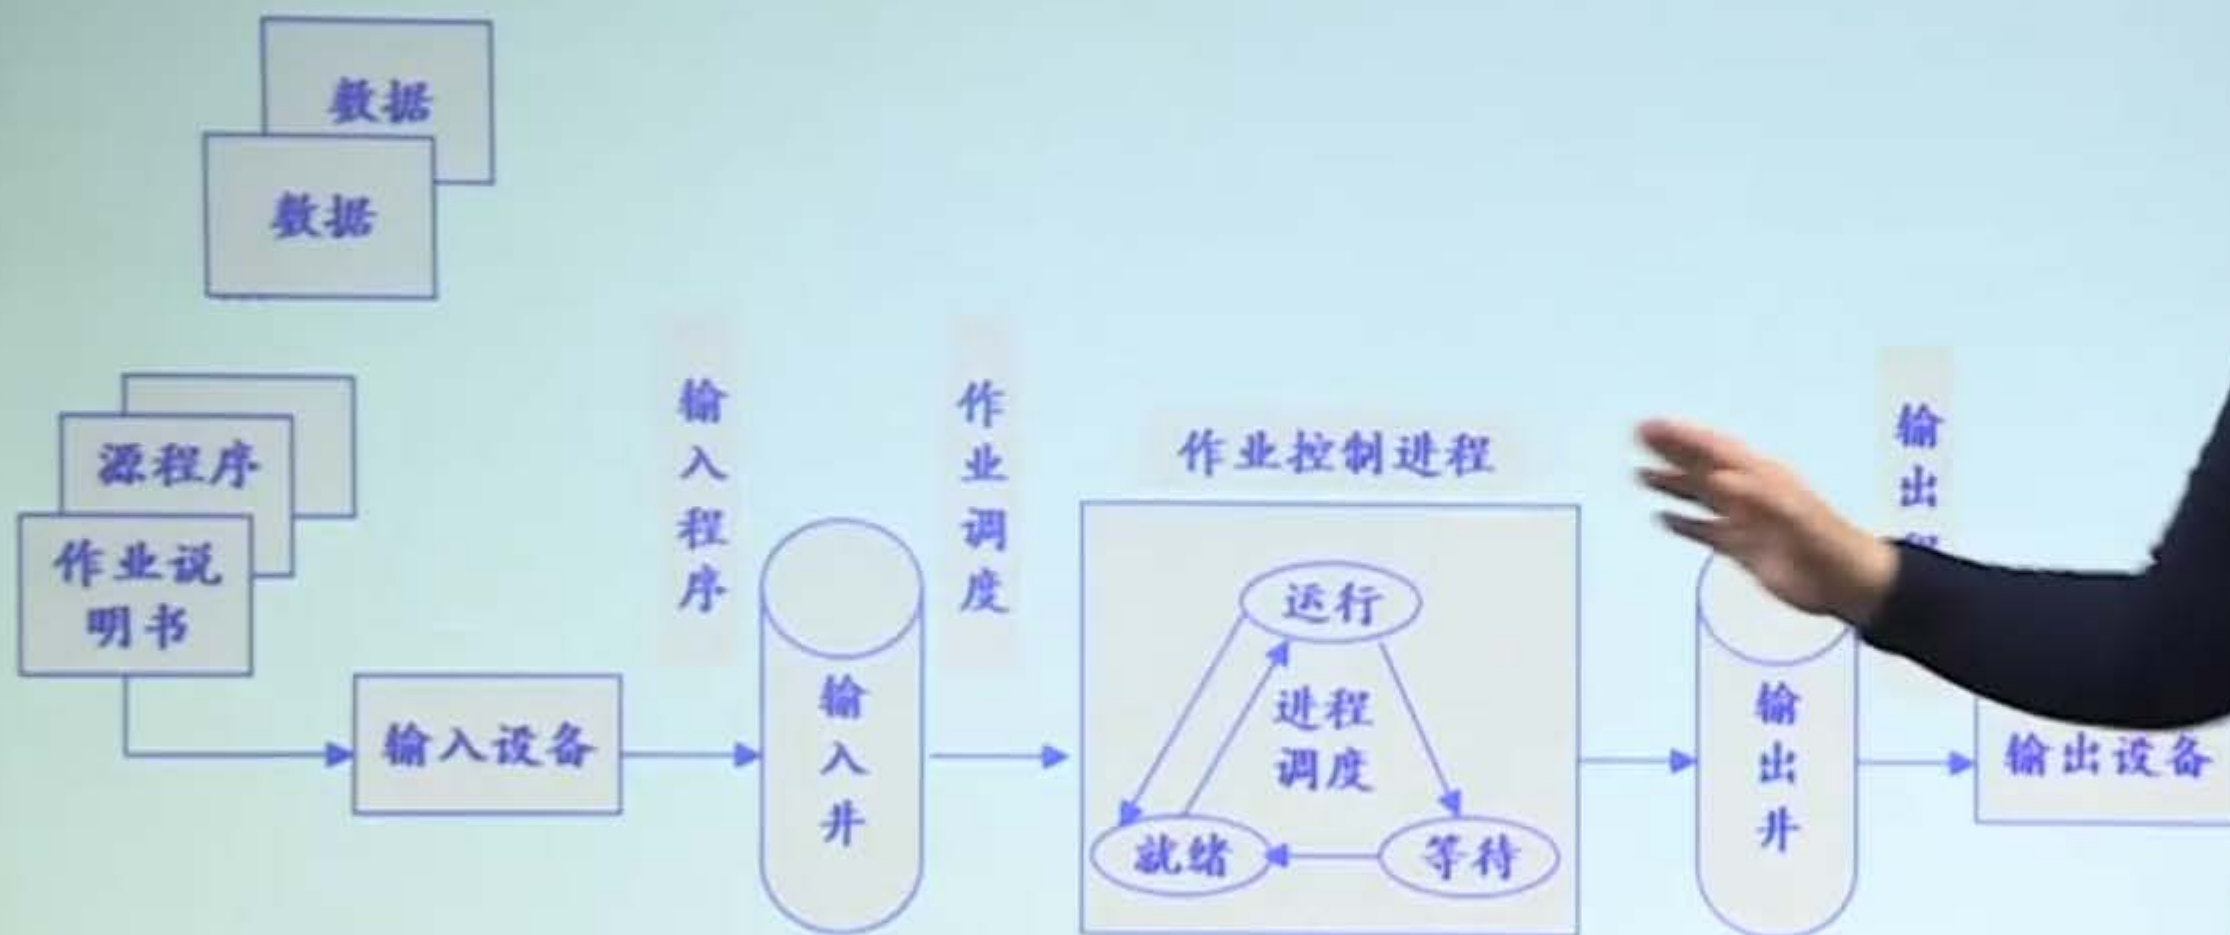 数据
数据
源程序
作业说
明书
输入设备
输入程序
输入井
作业调度
作业控制进程
运行
进程
调度
就绪
等待
输出
输出井
输出设备